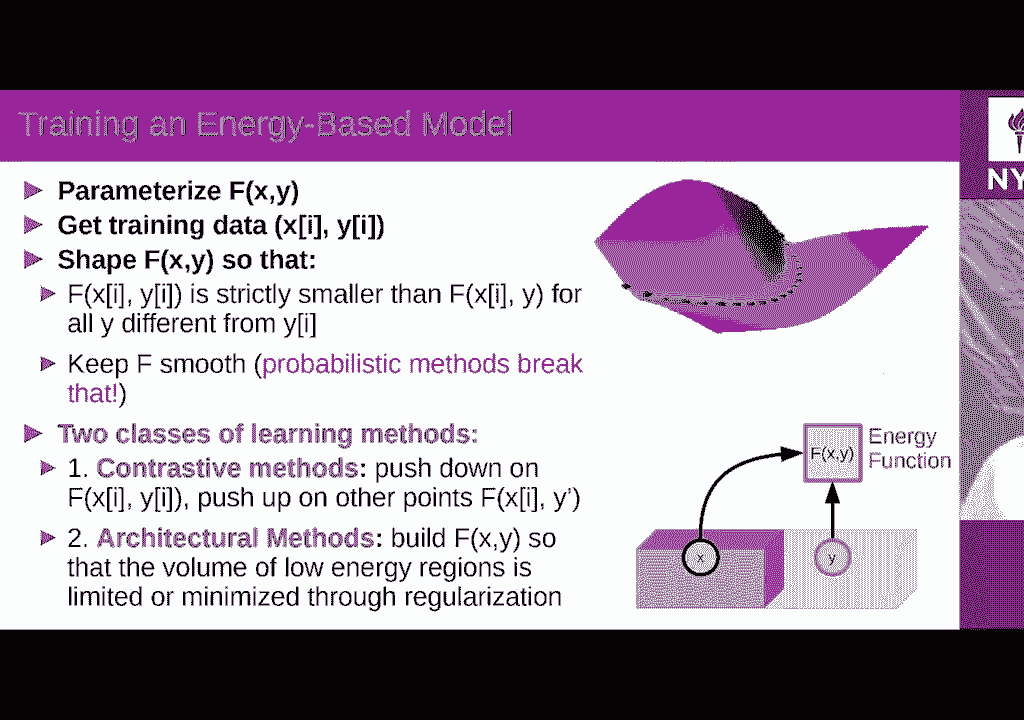 Training an Energy-Based Model
Parameterize F(x,y)
Get training data (x[i], y[i])
Shape F(x,y) so that:
F(x[i], y[i]) is strictly smaller than F(x[i], y) for
all y different from y[i]
Keep F smooth (probabilistic methods break
that!)
Two classes of learning methods:
1. Contrastive methods: push down on
F(x[i], y[i]), push up on other points F(x[i], y’)
2. Architectural Methods: build F(x,y) so
that the volume of low energy regions is
limited or minimized through regularization
F(x,y)
Energy
Function
x
y
NY